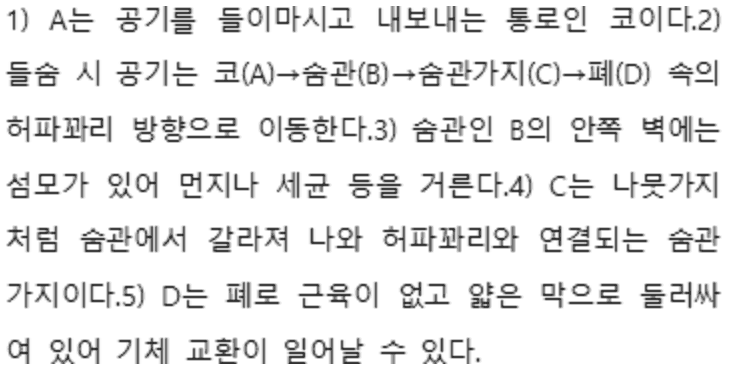 1) A는 공기를 들이마시고 내보내는 통로인 코이다.2)
들숨 시 공기는 코(A)→숨관(B)→숨관가지(C)→폐(D) 속의
허파꽈리 방향으로 이동한다.3) 숨관인 B의 안쪽 벽에는
섬모가 있어 먼지나 세균 등을 거른다.4) C는 나뭇가지
처럼 숨관에서 갈라져 나와 허파꽈리와 연결되는 숨관
가지이다.5) D는 폐로 근육이 없고 얇은 막으로 둘러싸
여 있어 기체 교환이 일어날 수 있다.